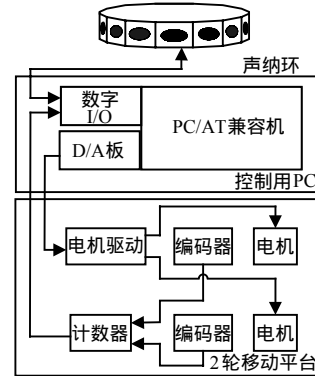 声纳环
数字
I/O
PC/AT兼容机
D/A板
控制用PC
电机驱动
编码器
电机
计数器
编码器
电机
2轮移动平台